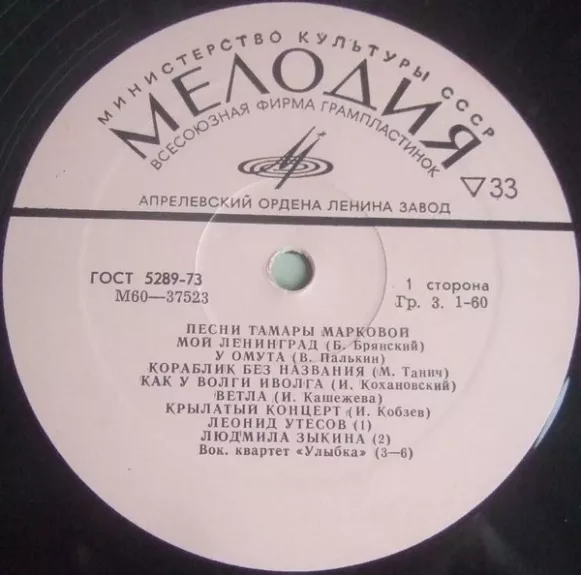 МИНИСТЕРСТВО КУЛЬТУРЫ СССР
МЕЛОДИЯ
ВСЕСОЮЗНАЯ ФИРМА ГРАМПЛАСТИНОК
▽33
АПРЕЛЕВСКИЙ ОРДЕНА ЛЕНИНА ЗАВОД
ГОСТ 5289-73
М60—37523
1 сторона
Гр. 3. 1-60
ПЕСНИ ТАМАРЫ МАРКОВОЙ
МОЙ ЛЕНИНГРАД (Б. Брянский)
У ОМУТА (В. Палькин)
КОРАБЛИК БЕЗ НАЗВАНИЯ (М. Танич)
КАК У ВОЛГИ ИВОЛГА (И. Кохановский)
ВЕТЛА (И. Кашежева)
КРЫЛАТЫЙ КОНЦЕРТ (И. Кобзев)
ЛЕОНИД УТЕСОВ (1)
ЛЮДМИЛА ЗЫКИНА (2)
Вок. квартет «Улыбка» (3—6)